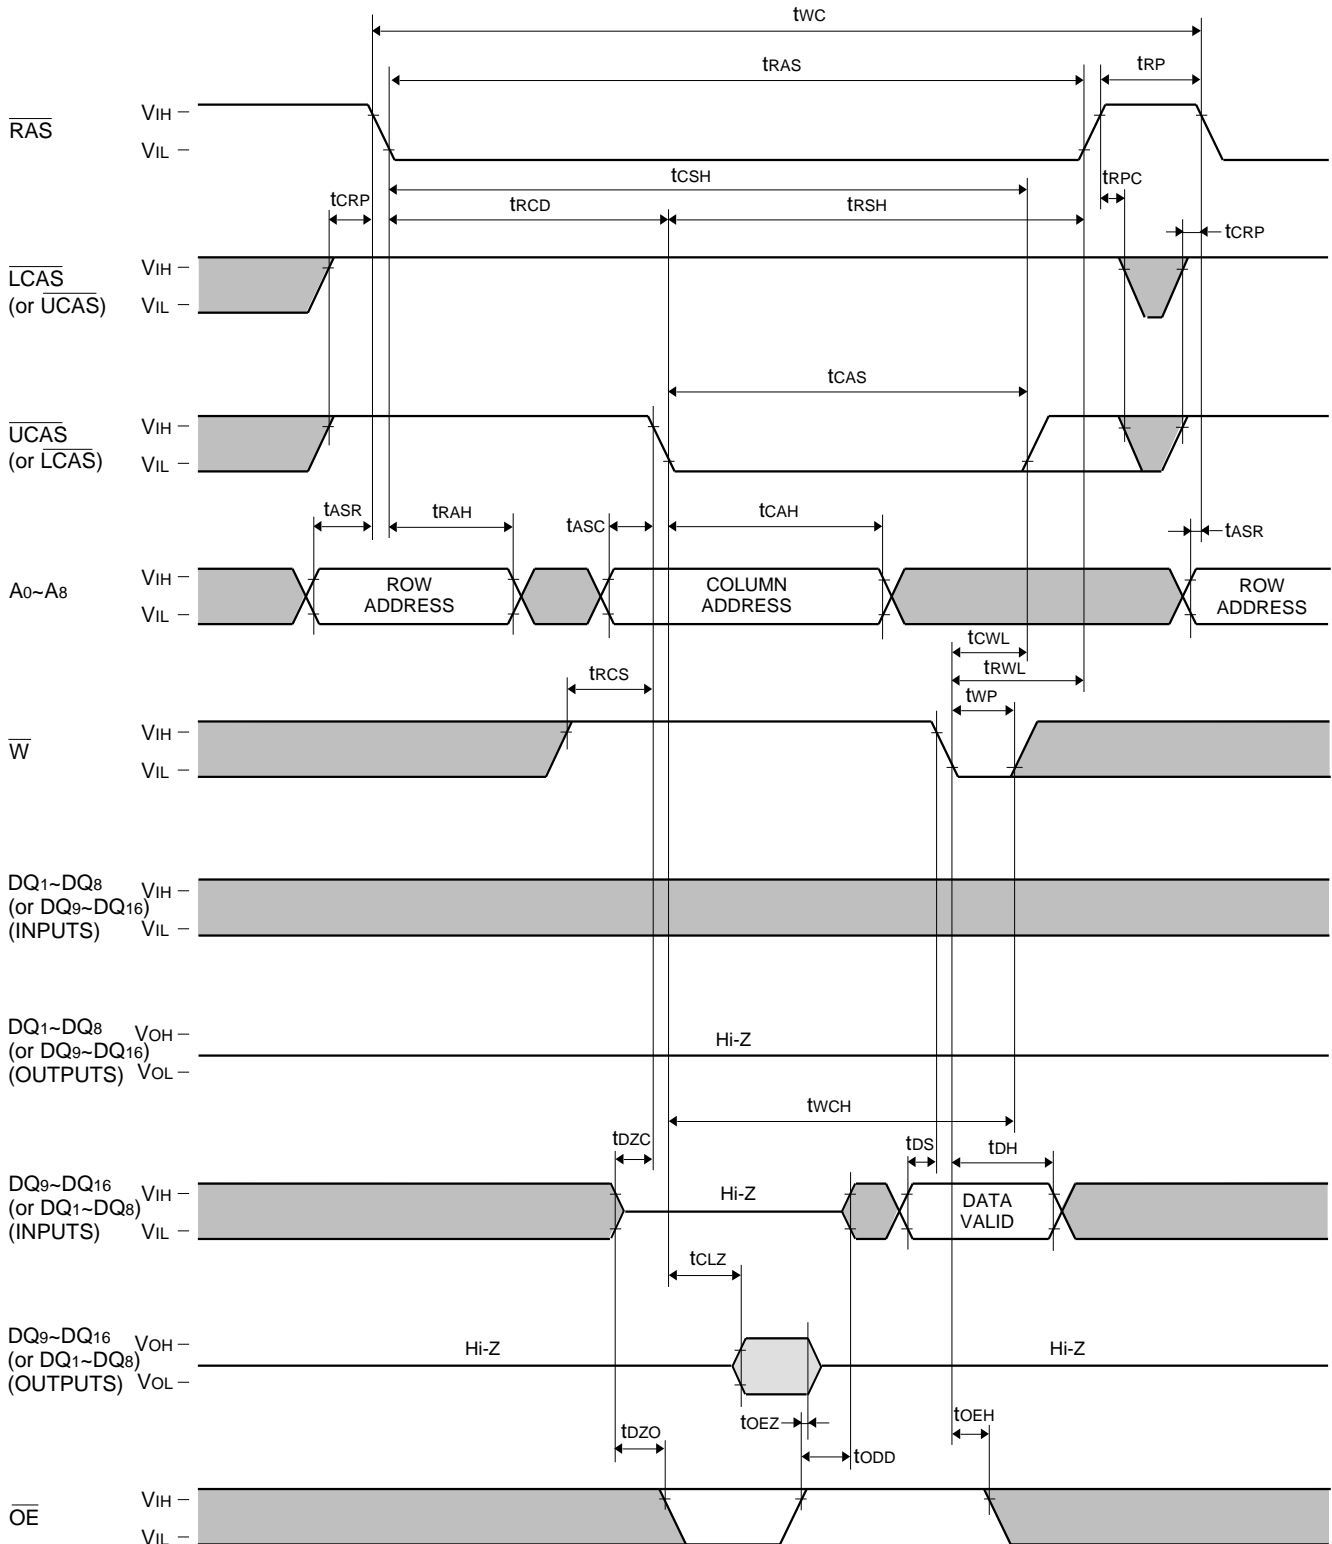 tWC
tRAS
tRP
RAS
VIH
VIL
tCSH
tRPC
tCRP
tRCD
tRSH
tCRP
LCAS
(or UCAS)
VIH
VIL
tCAS
UCAS
(or LCAS)
VIH
VIL
tASR
tRAH
tASC
tCAH
tASR
A0~A8
VIH
VIL
ROW
ADDRESS
COLUMN
ADDRESS
ROW
ADDRESS
tCWL
tRWL
tRCS
tWP
W
VIH
VIL
DQ1~DQ8
(or DQ9~DQ16)
(INPUTS)
VIH
VIL
DQ1~DQ8
(or DQ9~DQ16)
(OUTPUTS)
VOH
VOL
Hi-Z
tWCH
tDZC
tDS
tDH
DQ9~DQ16
(or DQ1~DQ8)
(INPUTS)
VIH
VIL
Hi-Z
DATA
VALID
tCLZ
DQ9~DQ16
(or DQ1~DQ8)
(OUTPUTS)
VOH
VOL
Hi-Z
Hi-Z
tOEZ
tOEH
tDZO
tODD
OE
VIH
VIL